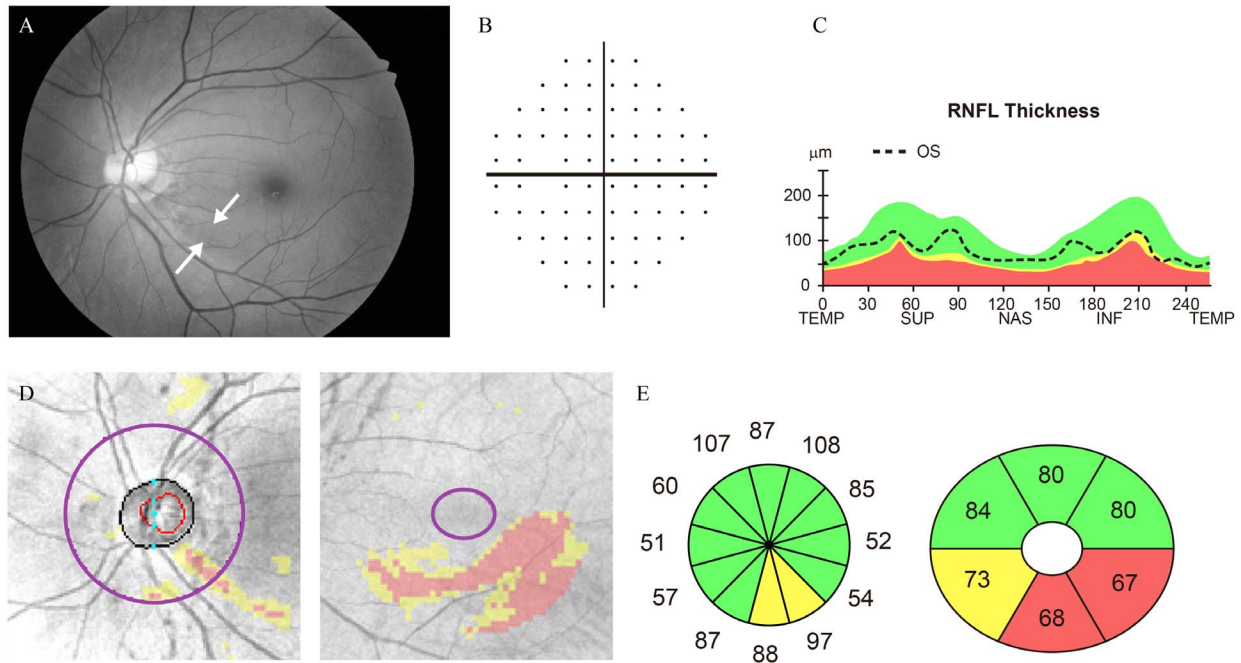 A
B
C
RNFL Thickness
μm
OS
200
100
0
0 30 60 90 120 150 180 210 240
TEMP SUP NAS INF TEMP
D
E
107 87 108
60 85
51 52
57 54
87 88 97
84 80 80
73 68 67